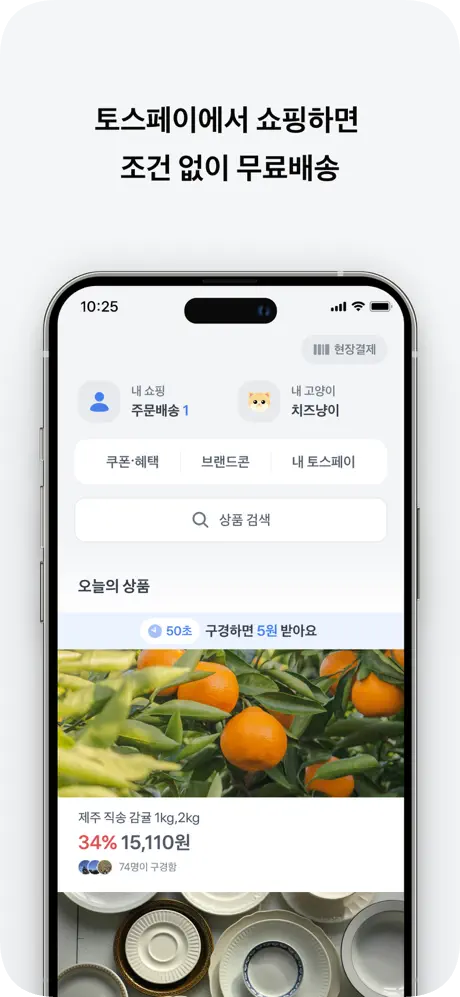 토스페이에서 쇼핑하면
조건 없이 무료배송
10:25
현장결제
내 쇼핑
주문배송 1
내 고양이
치즈냥이
쿠폰·혜택
브랜드콘
내 토스페이
상품 검색
오늘의 상품
50초 구경하면 5원 받아요
제주 직송 감귤 1kg,2kg
34% 15,110원
74명이 구경함